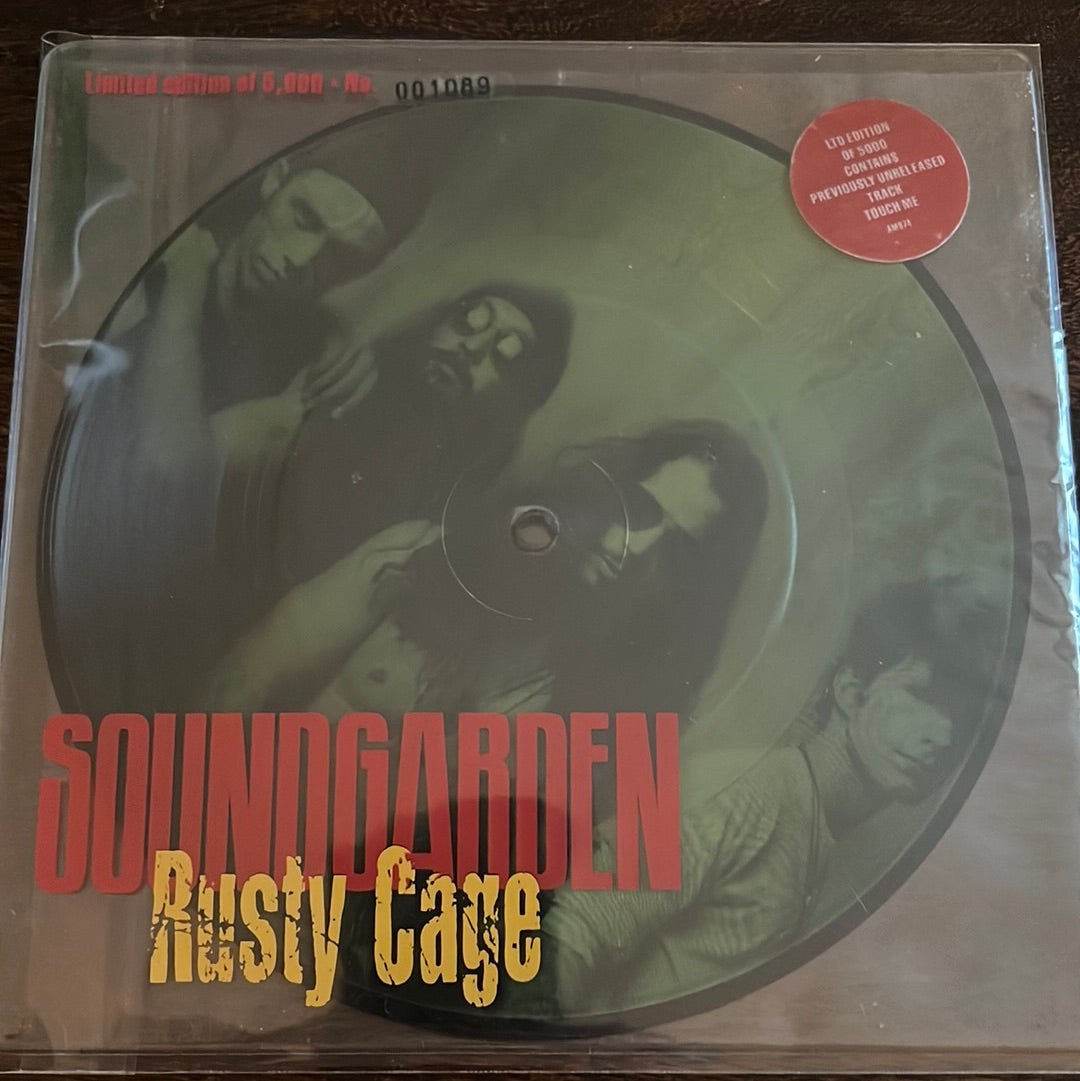 Limited edition of 5,000 • No. 001089
LTD EDITION
OF 5000
CONTAINS
PREVIOUSLY UNRELEASED
TRACK
TOUCH ME
AM874
SOUNDGARDEN
Rusty Cage